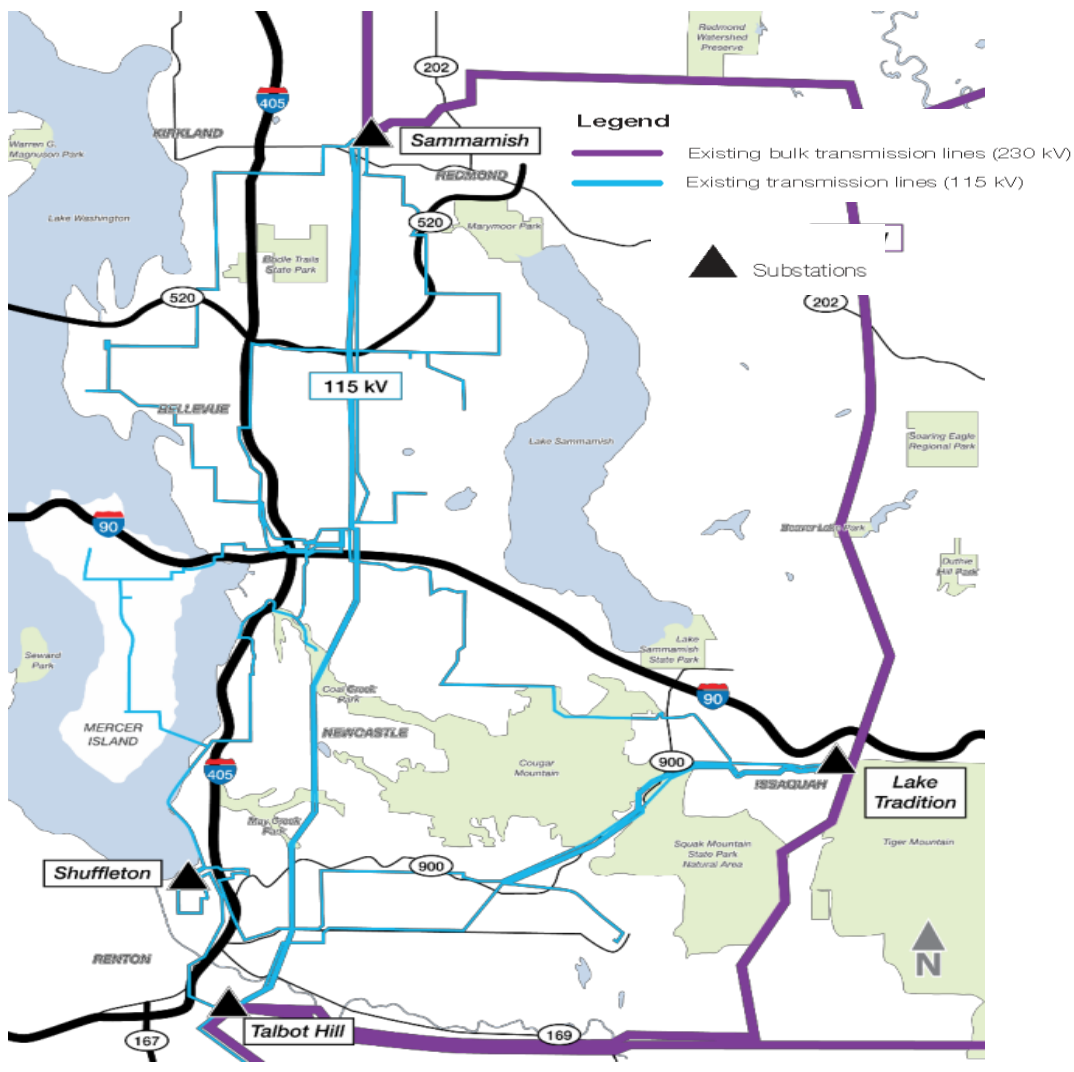 Redmond
Watershed
Preserve
202
405
Legend
KIRKLAND
Sammamish
Warren G.
Magnuson Park
Existing bulk transmission lines (230 kV)
REDMOND
Existing transmission lines (115 kV)
Lake Washington
520
Marymoor Park
Bridle Trails
State Park
Substations
520
202
115 kV
BELLEVUE
Lake Sammamish
Soaring Eagle
Regional Park
90
Beaver Lake Park
Duthie
Hill Park
Seward
Park
Lake
Sammamish
State Park
Coal Creek
Park
90
MERCER
ISLAND
NEWCASTLE
405
Cougar
Mountain
900
ISSAQUAH
Lake
Tradition
May Creek
Park
Squak Mountain
State Park
Natural Area
Tiger Mountain
Shuffleton
900
RENTON
N
Talbot Hill
169
167